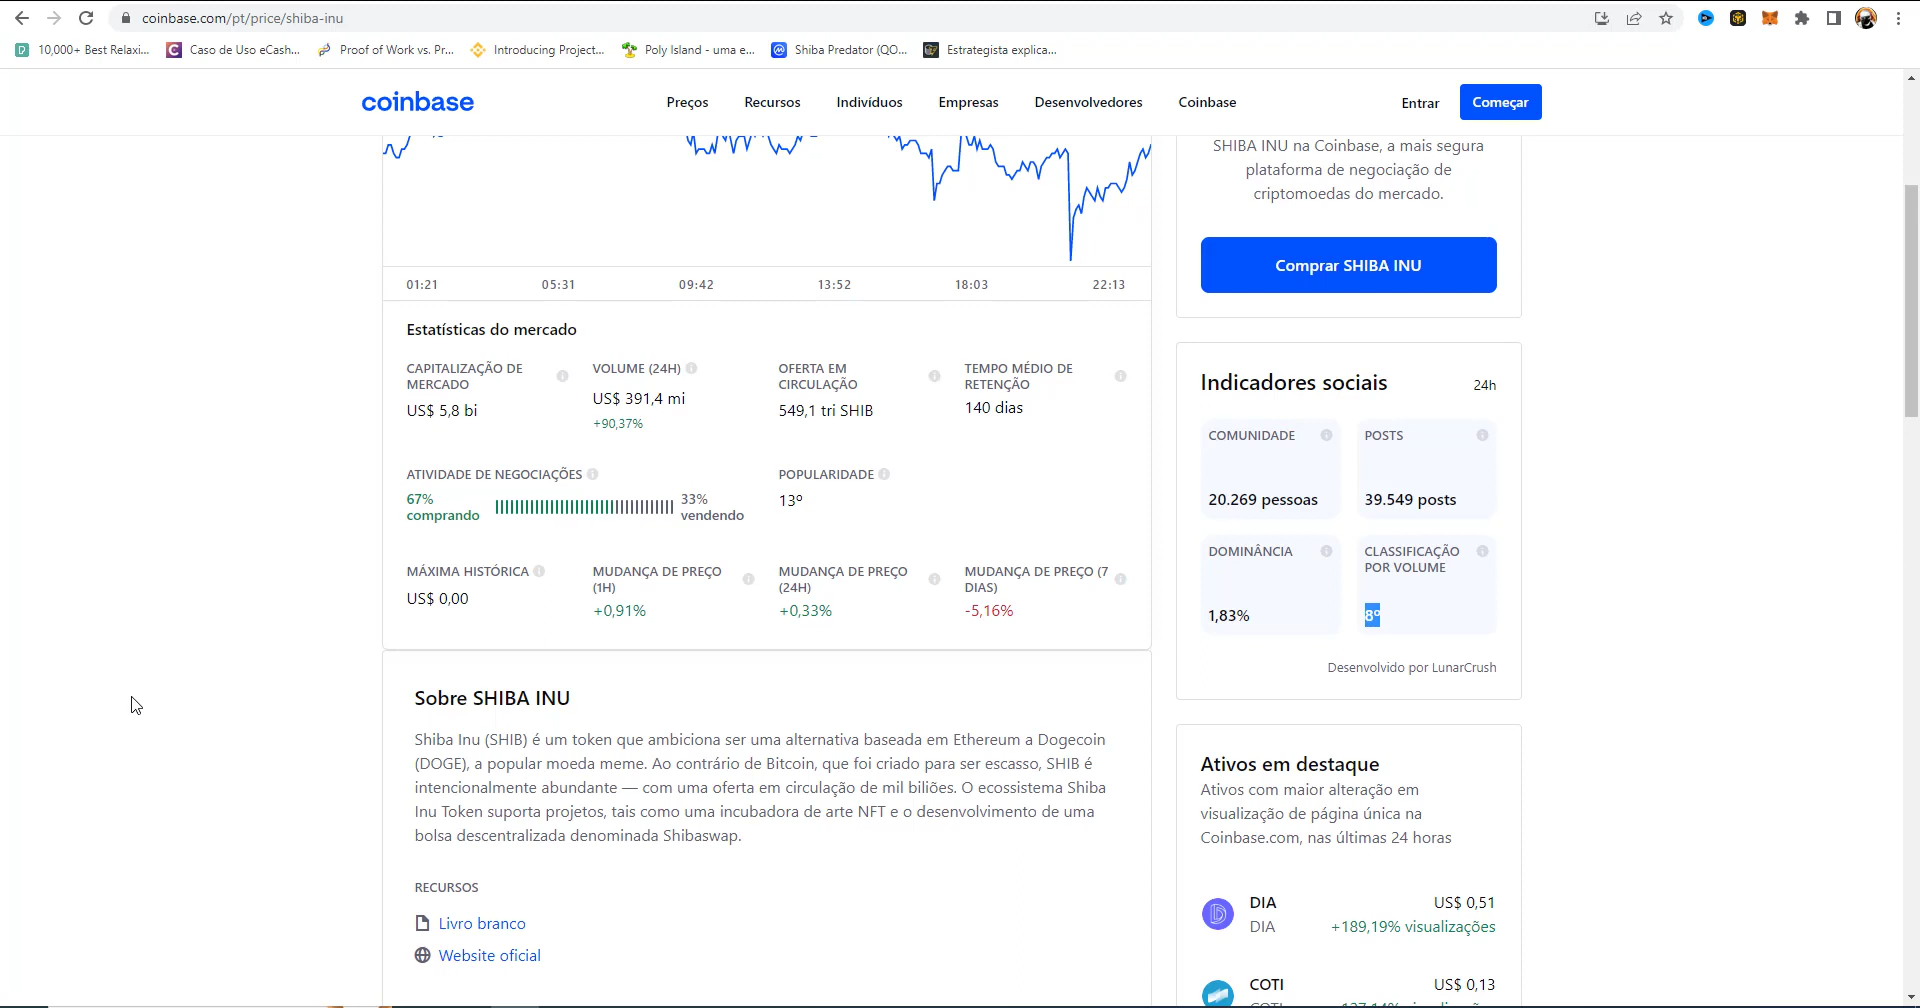 coinbase.com/pt/price/shiba-inu
10,000+ Best Relaxi...
Caso de Uso eCash...
Proof of Work vs. Pr...
Introducing Project...
Poly Island - uma e...
Shiba Predator (QO...
Estrategista explica...
coinbase
Preços
Recursos
Indivíduos
Empresas
Desenvolvedores
Coinbase
Entrar
Começar
01:21
05:31
09:42
13:52
18:03
22:13
Estatísticas do mercado
CAPITALIZAÇÃO DE
MERCADO
US$ 5,8 bi
VOLUME (24H)
US$ 391,4 mi
+90,37%
OFERTA EM
CIRCULAÇÃO
549,1 tri SHIB
TEMPO MÉDIO DE
RETENÇÃO
140 dias
ATIVIDADE DE NEGOCIAÇÕES
67%
comprando
33%
vendendo
POPULARIDADE
13º
MÁXIMA HISTÓRICA
US$ 0,00
MUDANÇA DE PREÇO
(1H)
+0,91%
MUDANÇA DE PREÇO
(24H)
+0,33%
MUDANÇA DE PREÇO (7
DIAS)
-5,16%
Sobre SHIBA INU
Shiba Inu (SHIB) é um token que ambiciona ser uma alternativa baseada em Ethereum a Dogecoin
(DOGE), a popular moeda meme. Ao contrário de Bitcoin, que foi criado para ser escasso, SHIB é
intencionalmente abundante — com uma oferta em circulação de mil biliões. O ecossistema Shiba
Inu Token suporta projetos, tais como uma incubadora de arte NFT e o desenvolvimento de uma
bolsa descentralizada denominada Shibaswap.
RECURSOS
Livro branco
Website oficial
SHIBA INU na Coinbase, a mais segura
plataforma de negociação de
criptomoedas do mercado.
Comprar SHIBA INU
Indicadores sociais
24h
COMUNIDADE
20.269 pessoas
POSTS
39.549 posts
DOMINÂNCIA
1,83%
CLASSIFICAÇÃO
POR VOLUME
8º
Desenvolvido por LunarCrush
Ativos em destaque
Ativos com maior alteração em
visualização de página única na
Coinbase.com, nas últimas 24 horas
DIA
US$ 0,51
DIA
+189,19% visualizações
COTI
US$ 0,13